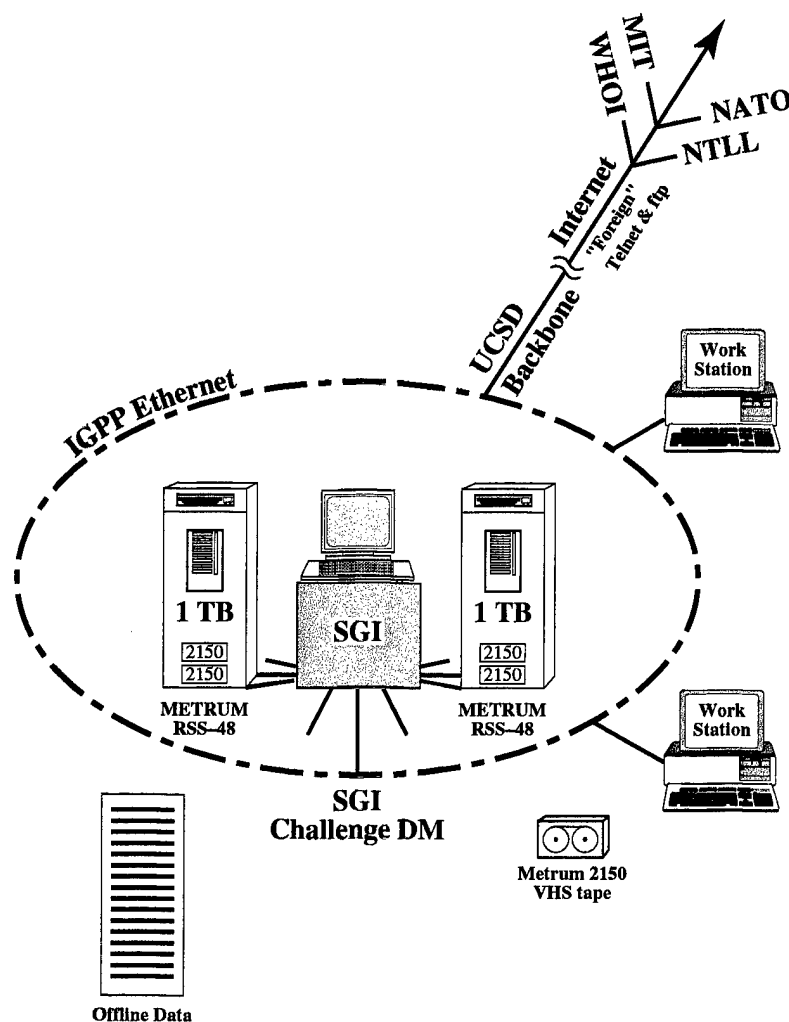 WHOI
MIT
NATO
NTLL
Internet
"Foreign"
Telnet & ftp
UCSD
Backbone
IGPP Ethernet
Work
Station
1 TB
2150
2150
METRUM
RSS-48
SGI
1 TB
2150
2150
METRUM
RSS-48
Work
Station
SGI
Challenge DM
Metrum 2150
VHS tape
Offline Data